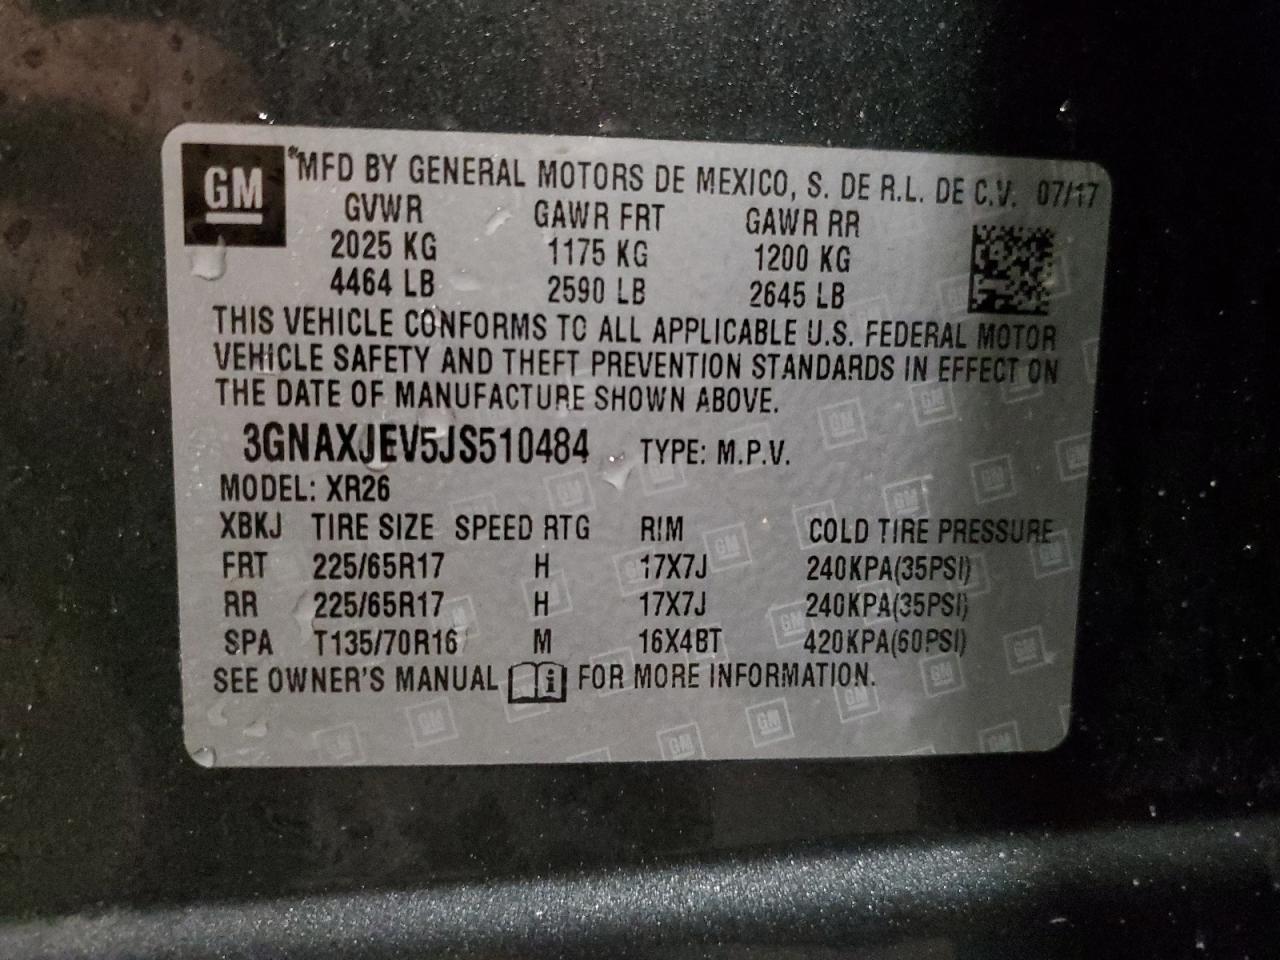 GM
MFD BY GENERAL MOTORS DE MEXICO, S. DE R.L. DE C.V. 07/17
GVWR GAWR FRT GAWR RR
2025 KG 1175 KG 1200 KG
4464 LB 2590 LB 2645 LB
THIS VEHICLE CONFORMS TO ALL APPLICABLE U.S. FEDERAL MOTOR
VEHICLE SAFETY AND THEFT PREVENTION STANDARDS IN EFFECT ON
THE DATE OF MANUFACTURE SHOWN ABOVE.
3GNAXJEV5JS510484 TYPE: M.P.V.
MODEL: XR26
XBKJ TIRE SIZE SPEED RTG RIM COLD TIRE PRESSURE
FRT 225/65R17 H 17X7J 240KPA(35PSI)
RR 225/65R17 H 17X7J 240KPA(35PSI)
SPA T135/70R16 M 16X4BT 420KPA(60PSI)
SEE OWNER'S MANUAL i FOR MORE INFORMATION.